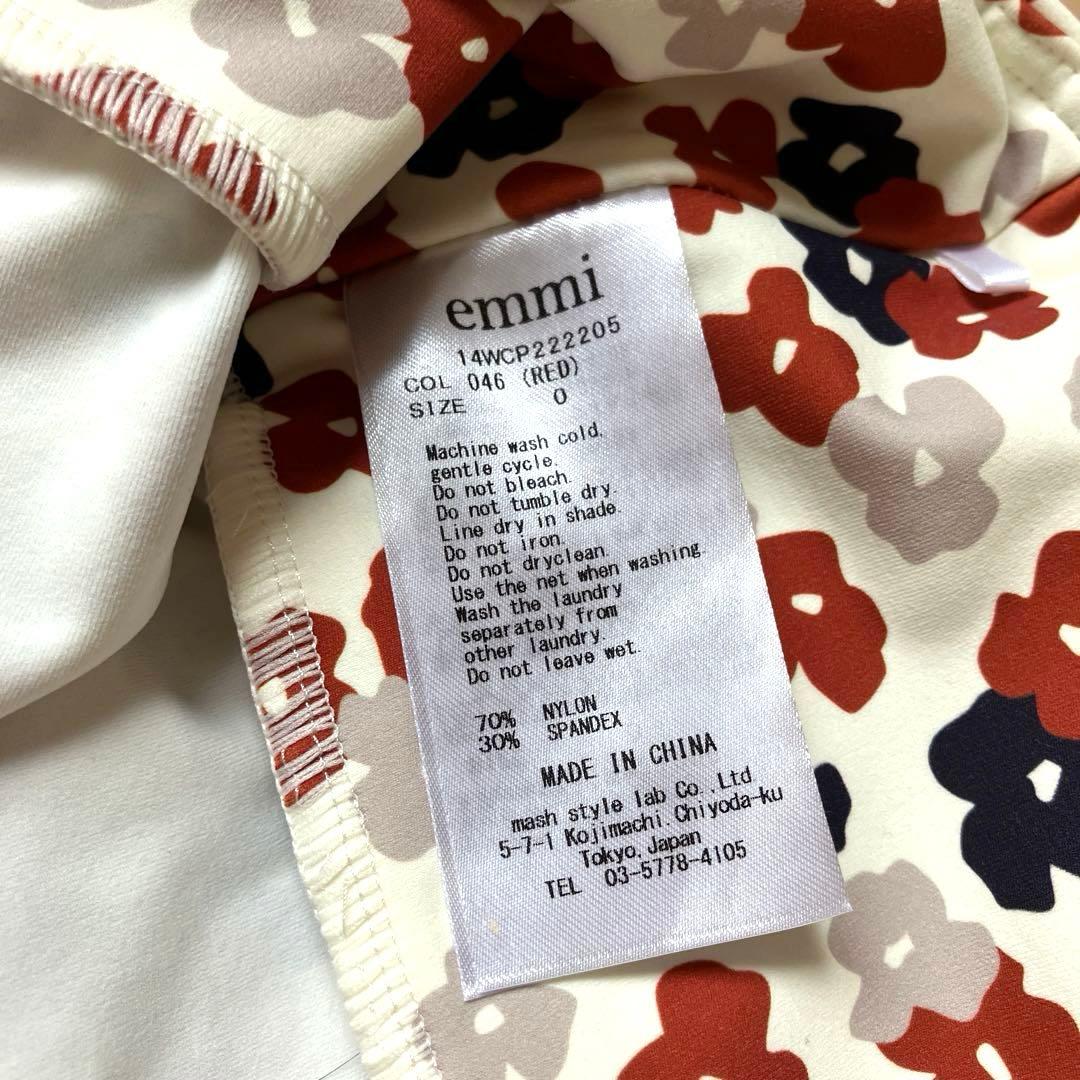 emmi
14WCP222205
COL 046 (RED)
SIZE 0
Machine wash cold.
gentle cycle.
Do not bleach.
Do not tumble dry.
Line dry in shade.
Do not iron.
Do not dryclean.
Use the net when washing.
Wash the laundry
separately from
other laundry.
Do not leave wet.
70% NYLON
30% SPANDEX
MADE IN CHINA
mash style lab Co.,Ltd
5-7-1 Kojimachi.Chiyoda-ku
Tokyo,Japan
TEL 03-5778-4105